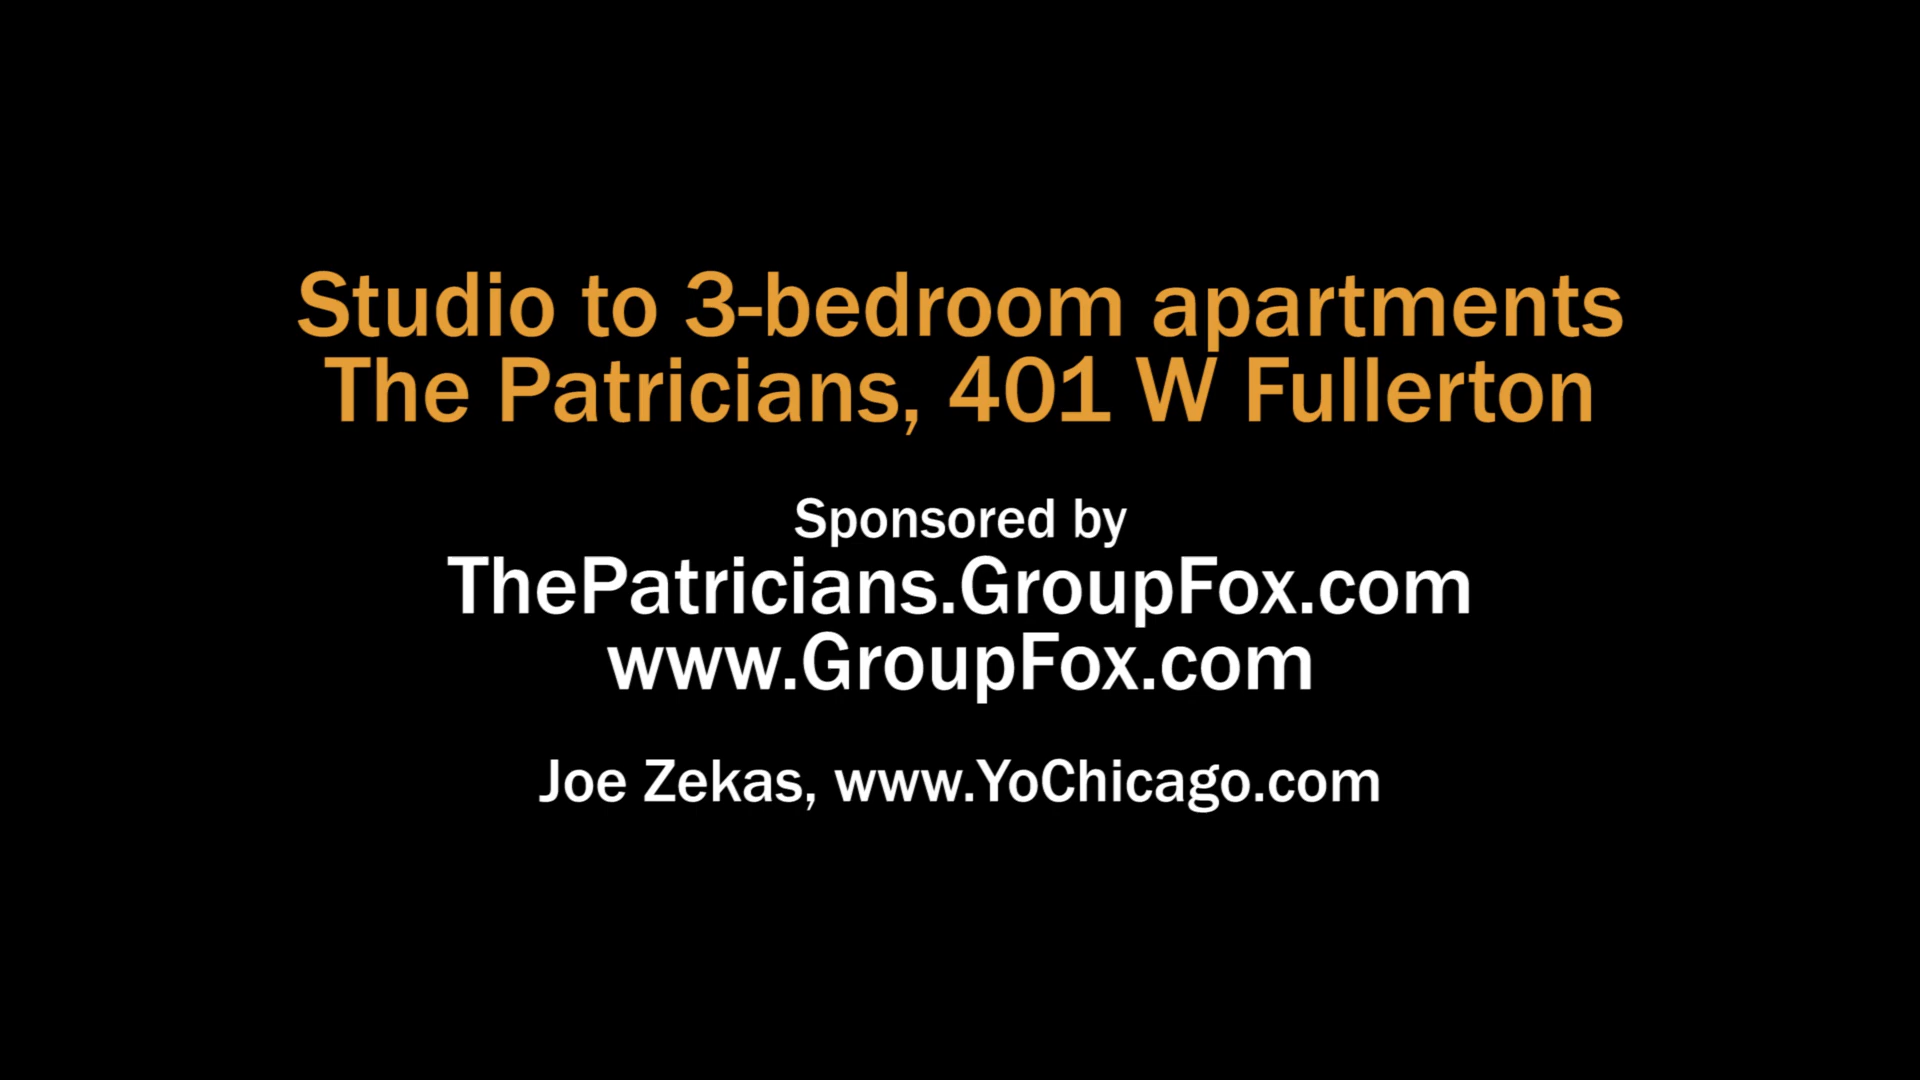 Studio to 3-bedroom apartments
The Patricians, 401 W Fullerton
Sponsored by
ThePatricians.GroupFox.com
www.GroupFox.com
Joe Zekas, www.YoChicago.com